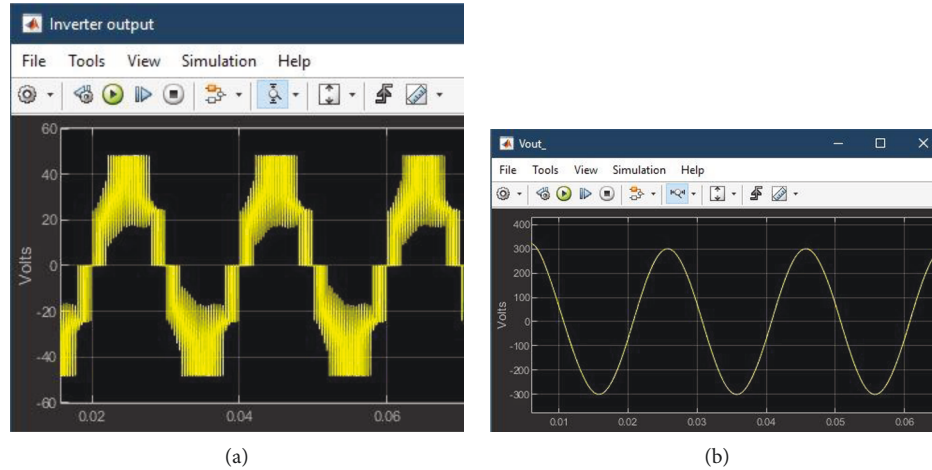 Inverter output
File Tools View Simulation Help
60
40
20
0
-20
-40
-60
Volts
0.02 0.04 0.06
(a)
Vout_
File Tools View Simulation Help
400
300
200
100
0
-100
-200
-300
Volts
0.01 0.02 0.03 0.04 0.05 0.06
(b)